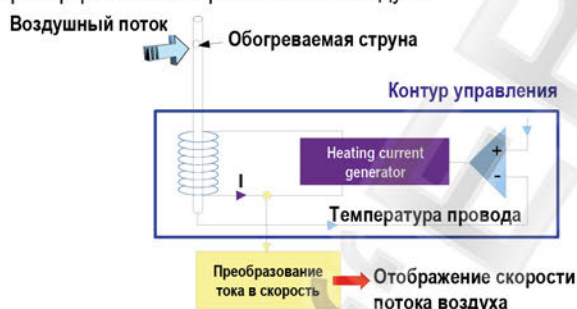 Воздушный поток
Обогреваемая струна
Контур управления
Heating current
generator
+
-
I
Температура провода
Преобразование
тока в скорость
Отображение скорости
потока воздуха